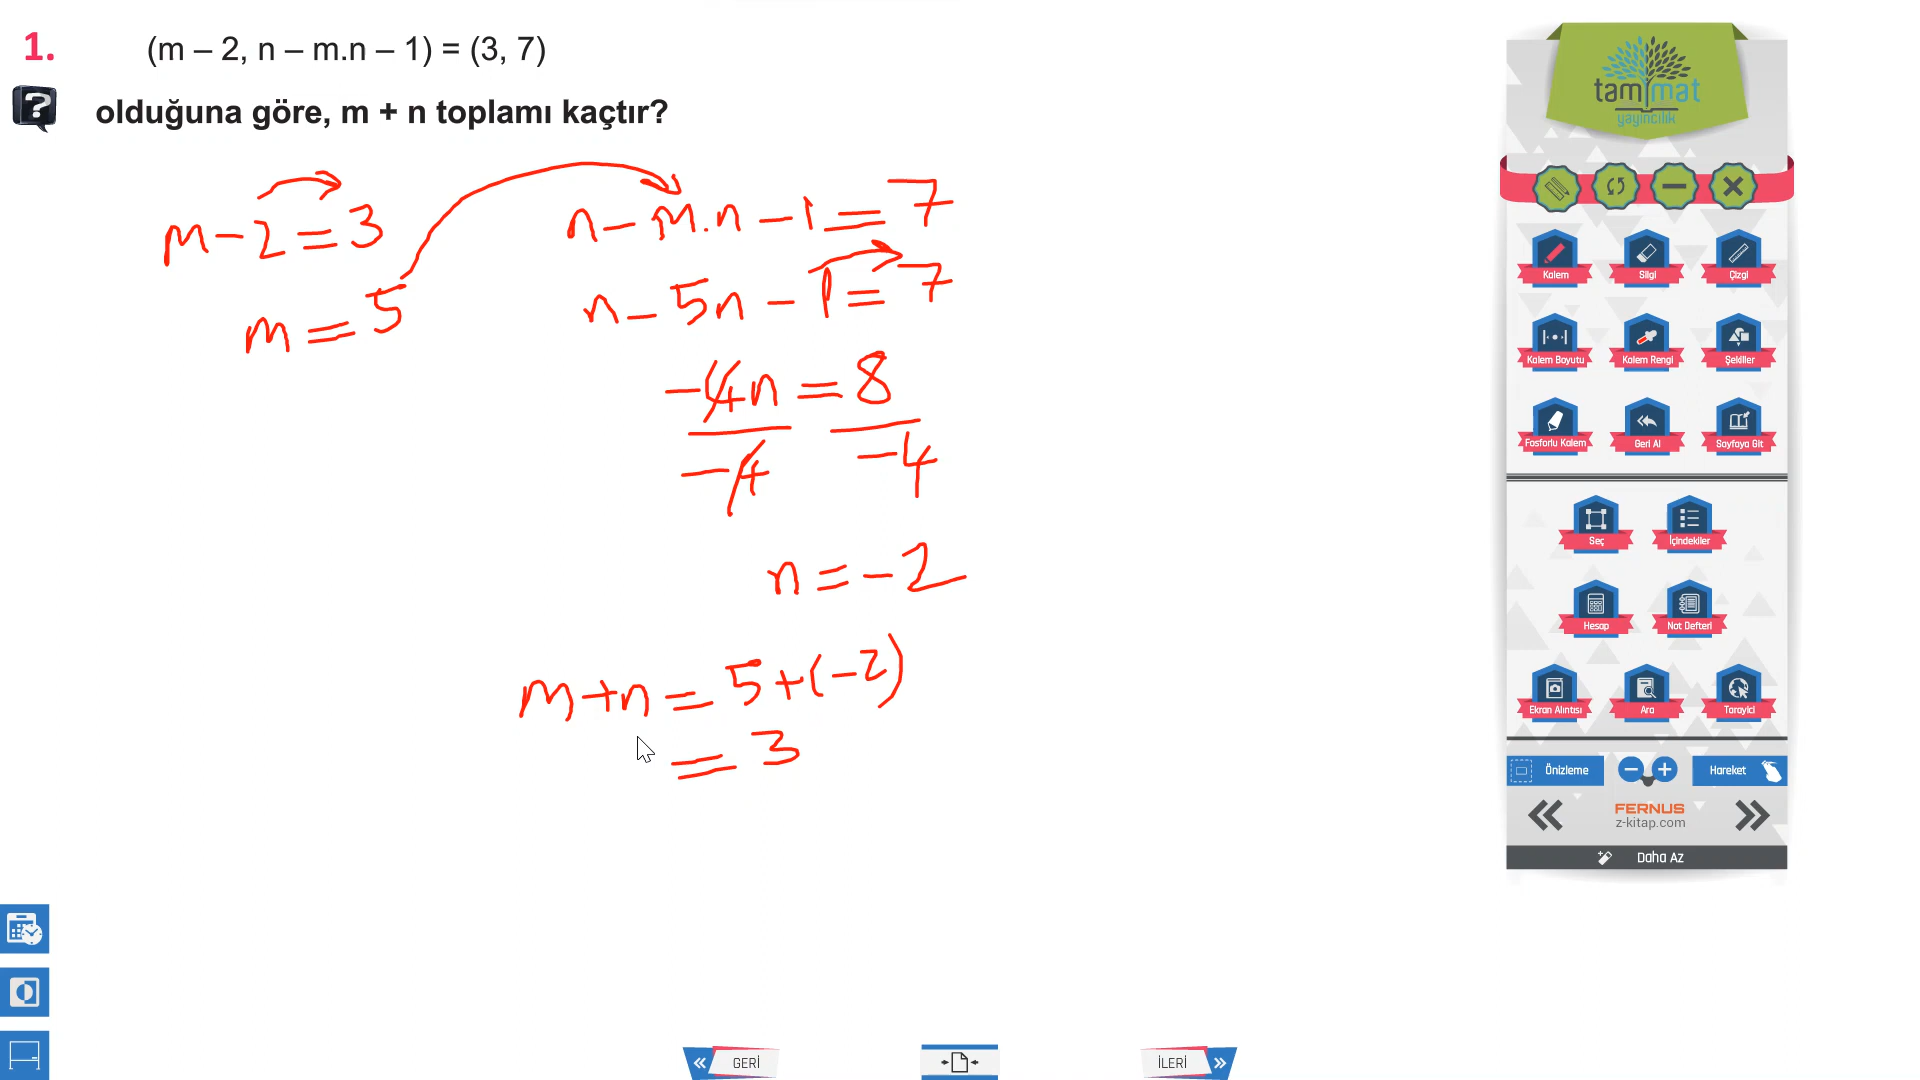 1. (m – 2, n – m.n – 1) = (3, 7)
olduğuna göre, m + n toplamı kaçtır?
m – 2 = 3
m = 5
n – m.n – 1 = 7
n – 5n – 1 = 7
-4n = 8
-4 -4
n = -2
m+n = 5+(-2)
= 3
tammat
yayıncılık
Kalem Silgi Çizgi
Kalem Boyutu Kalem Rengi Şekiller
Fosforlu Kalem Geri Al Sayfaya Git
Seç İçindekiler
Hesap Not Defteri
Ekran Alıntısı Ara Tarayici
Önizleme Hareket
FERNUS
z-kitap.com
Daha Az
GERİ İLERİ